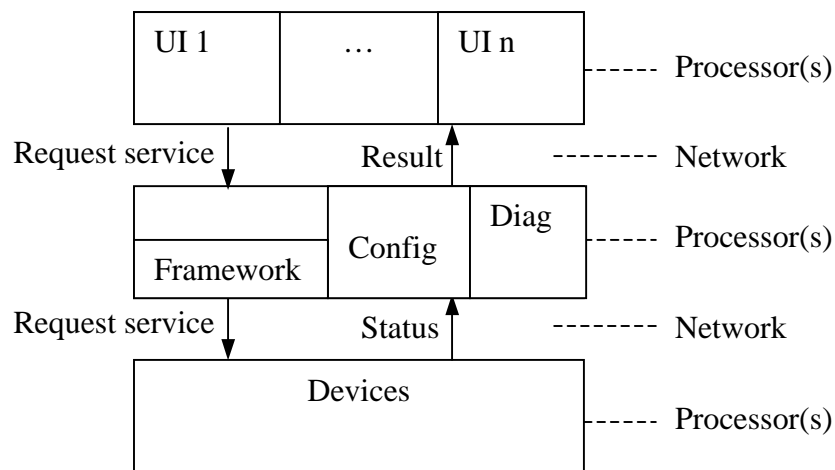 UI 1 … UI n
Processor(s)
Request service Result
Network
Diag
Config
Processor(s)
Framework
Request service Status
Network
Devices
Processor(s)